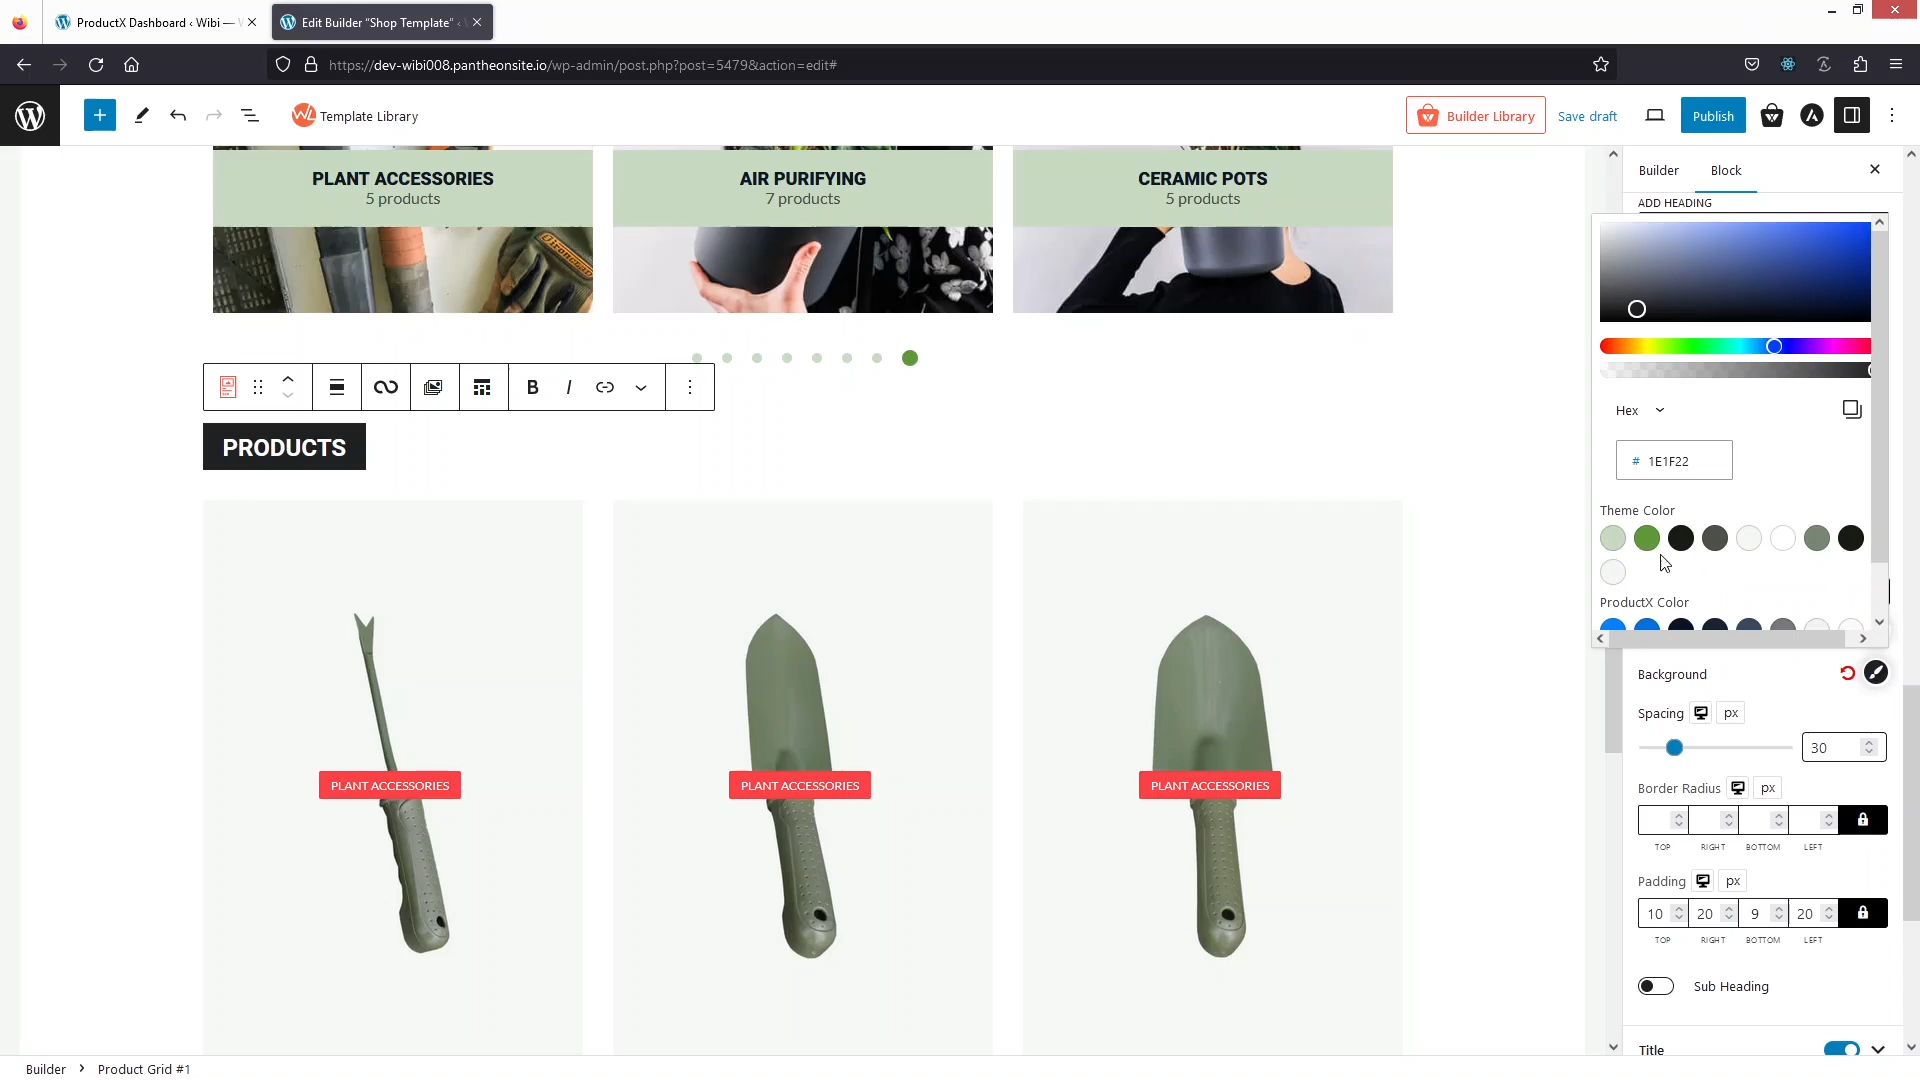 ProductX Dashboard ‹ Wibi —
Edit Builder "Shop Template" ‹
https://dev-wibi008.pantheonsite.io/wp-admin/post.php?post=5479&action=edit#
Template Library
Builder Library
Save draft
Publish
PLANT ACCESSORIES
5 products
AIR PURIFYING
7 products
CERAMIC POTS
5 products
B I
PRODUCTS
PLANT ACCESSORIES
PLANT ACCESSORIES
PLANT ACCESSORIES
Builder
Block
ADD HEADING
Hex
# 1E1F22
Theme Color
ProductX Color
Background
Spacing px
30
Border Radius px
TOP RIGHT BOTTOM LEFT
Padding px
10 20 9 20
TOP RIGHT BOTTOM LEFT
Sub Heading
Title
Builder › Product Grid #1